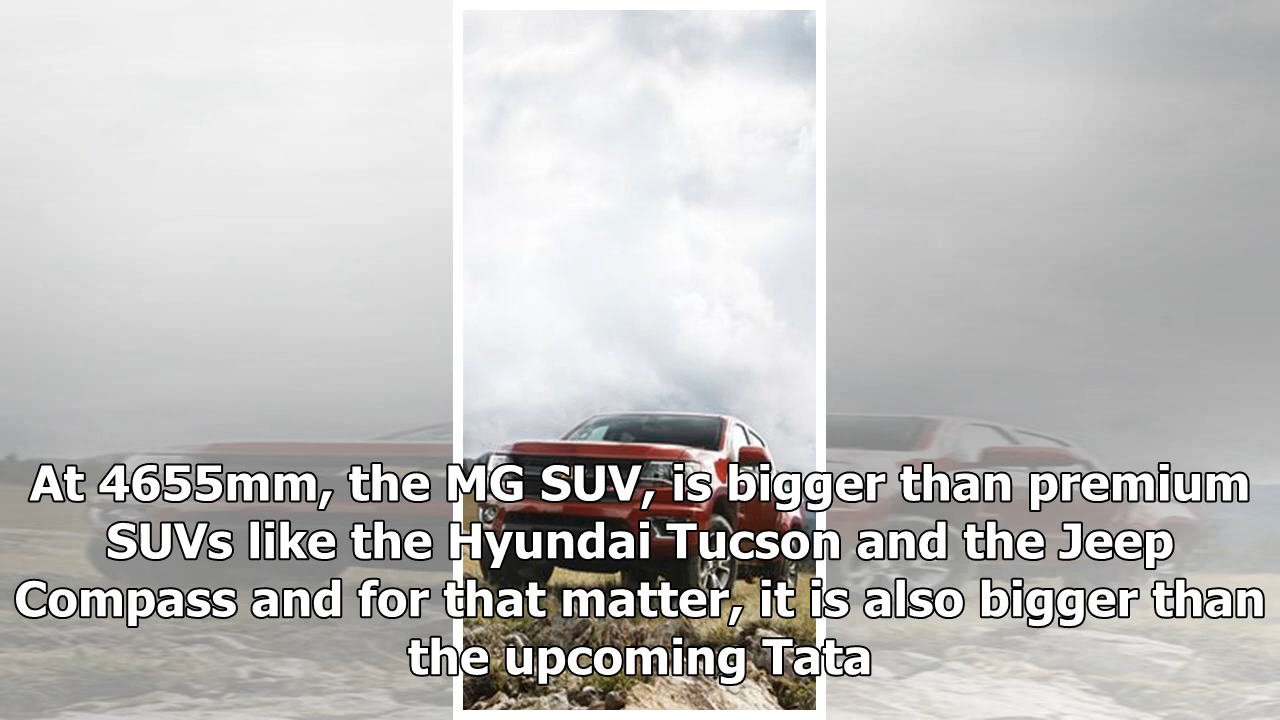 At 4655mm, the MG SUV, is bigger than premium
SUVs like the Hyundai Tucson and the Jeep
Compass and for that matter, it is also bigger than
the upcoming Tata